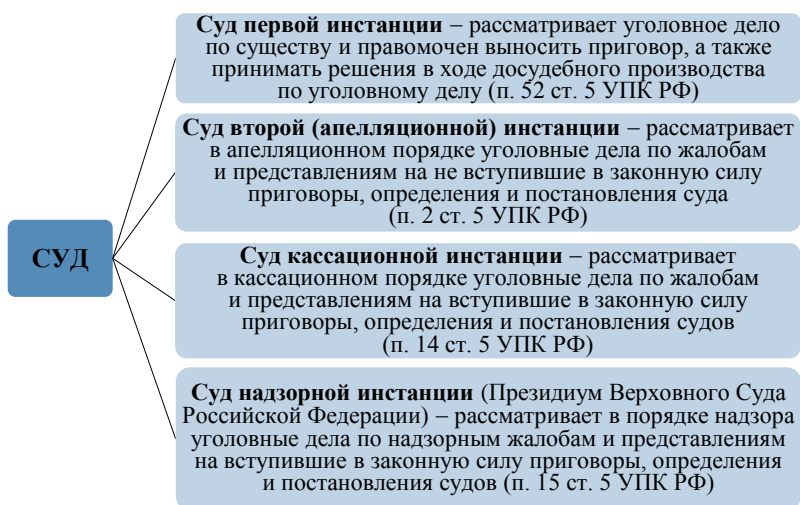 Суд первой инстанции – рассматривает уголовное дело
по существу и правомочен выносить приговор, а также
принимать решения в ходе досудебного производства
по уголовному делу (п. 52 ст. 5 УПК РФ)
Суд второй (апелляционной) инстанции – рассматривает
в апелляционном порядке уголовные дела по жалобам
и представлениям на не вступившие в законную силу
приговоры, определения и постановления суда
(п. 2 ст. 5 УПК РФ)
СУД
Суд кассационной инстанции – рассматривает
в кассационном порядке уголовные дела по жалобам
и представлениям на вступившие в законную силу
приговоры, определения и постановления судов
(п. 14 ст. 5 УПК РФ)
Суд надзорной инстанции (Президиум Верховного Суда
Российской Федерации) – рассматривает в порядке надзора
уголовные дела по надзорным жалобам и представлениям
на вступившие в законную силу приговоры, определения
и постановления судов (п. 15 ст. 5 УПК РФ)